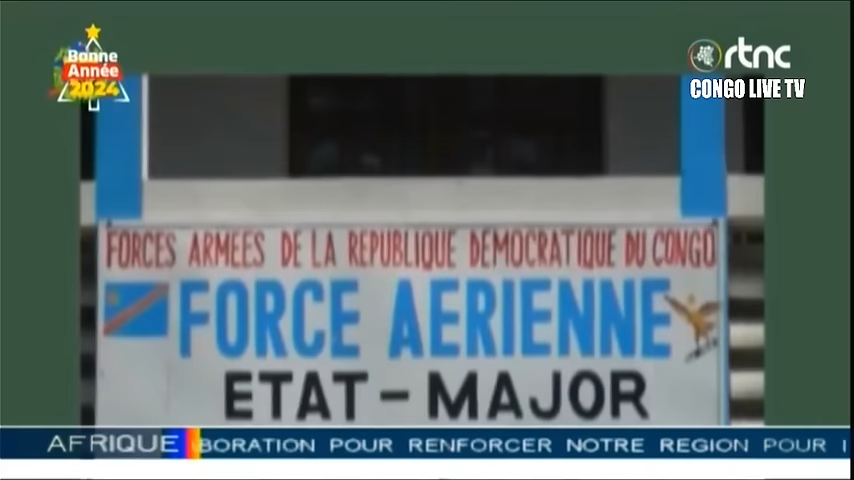 Bonne
Année
2024
rtnc
CONGO LIVE TV
FORCES ARMEES DE LA REPUBLIQUE DEMOCRATIQUE DU CONGO
FORCE AERIENNE
ETAT - MAJOR
AFRIQUE BORATION POUR RENFORCER NOTRE REGION POUR